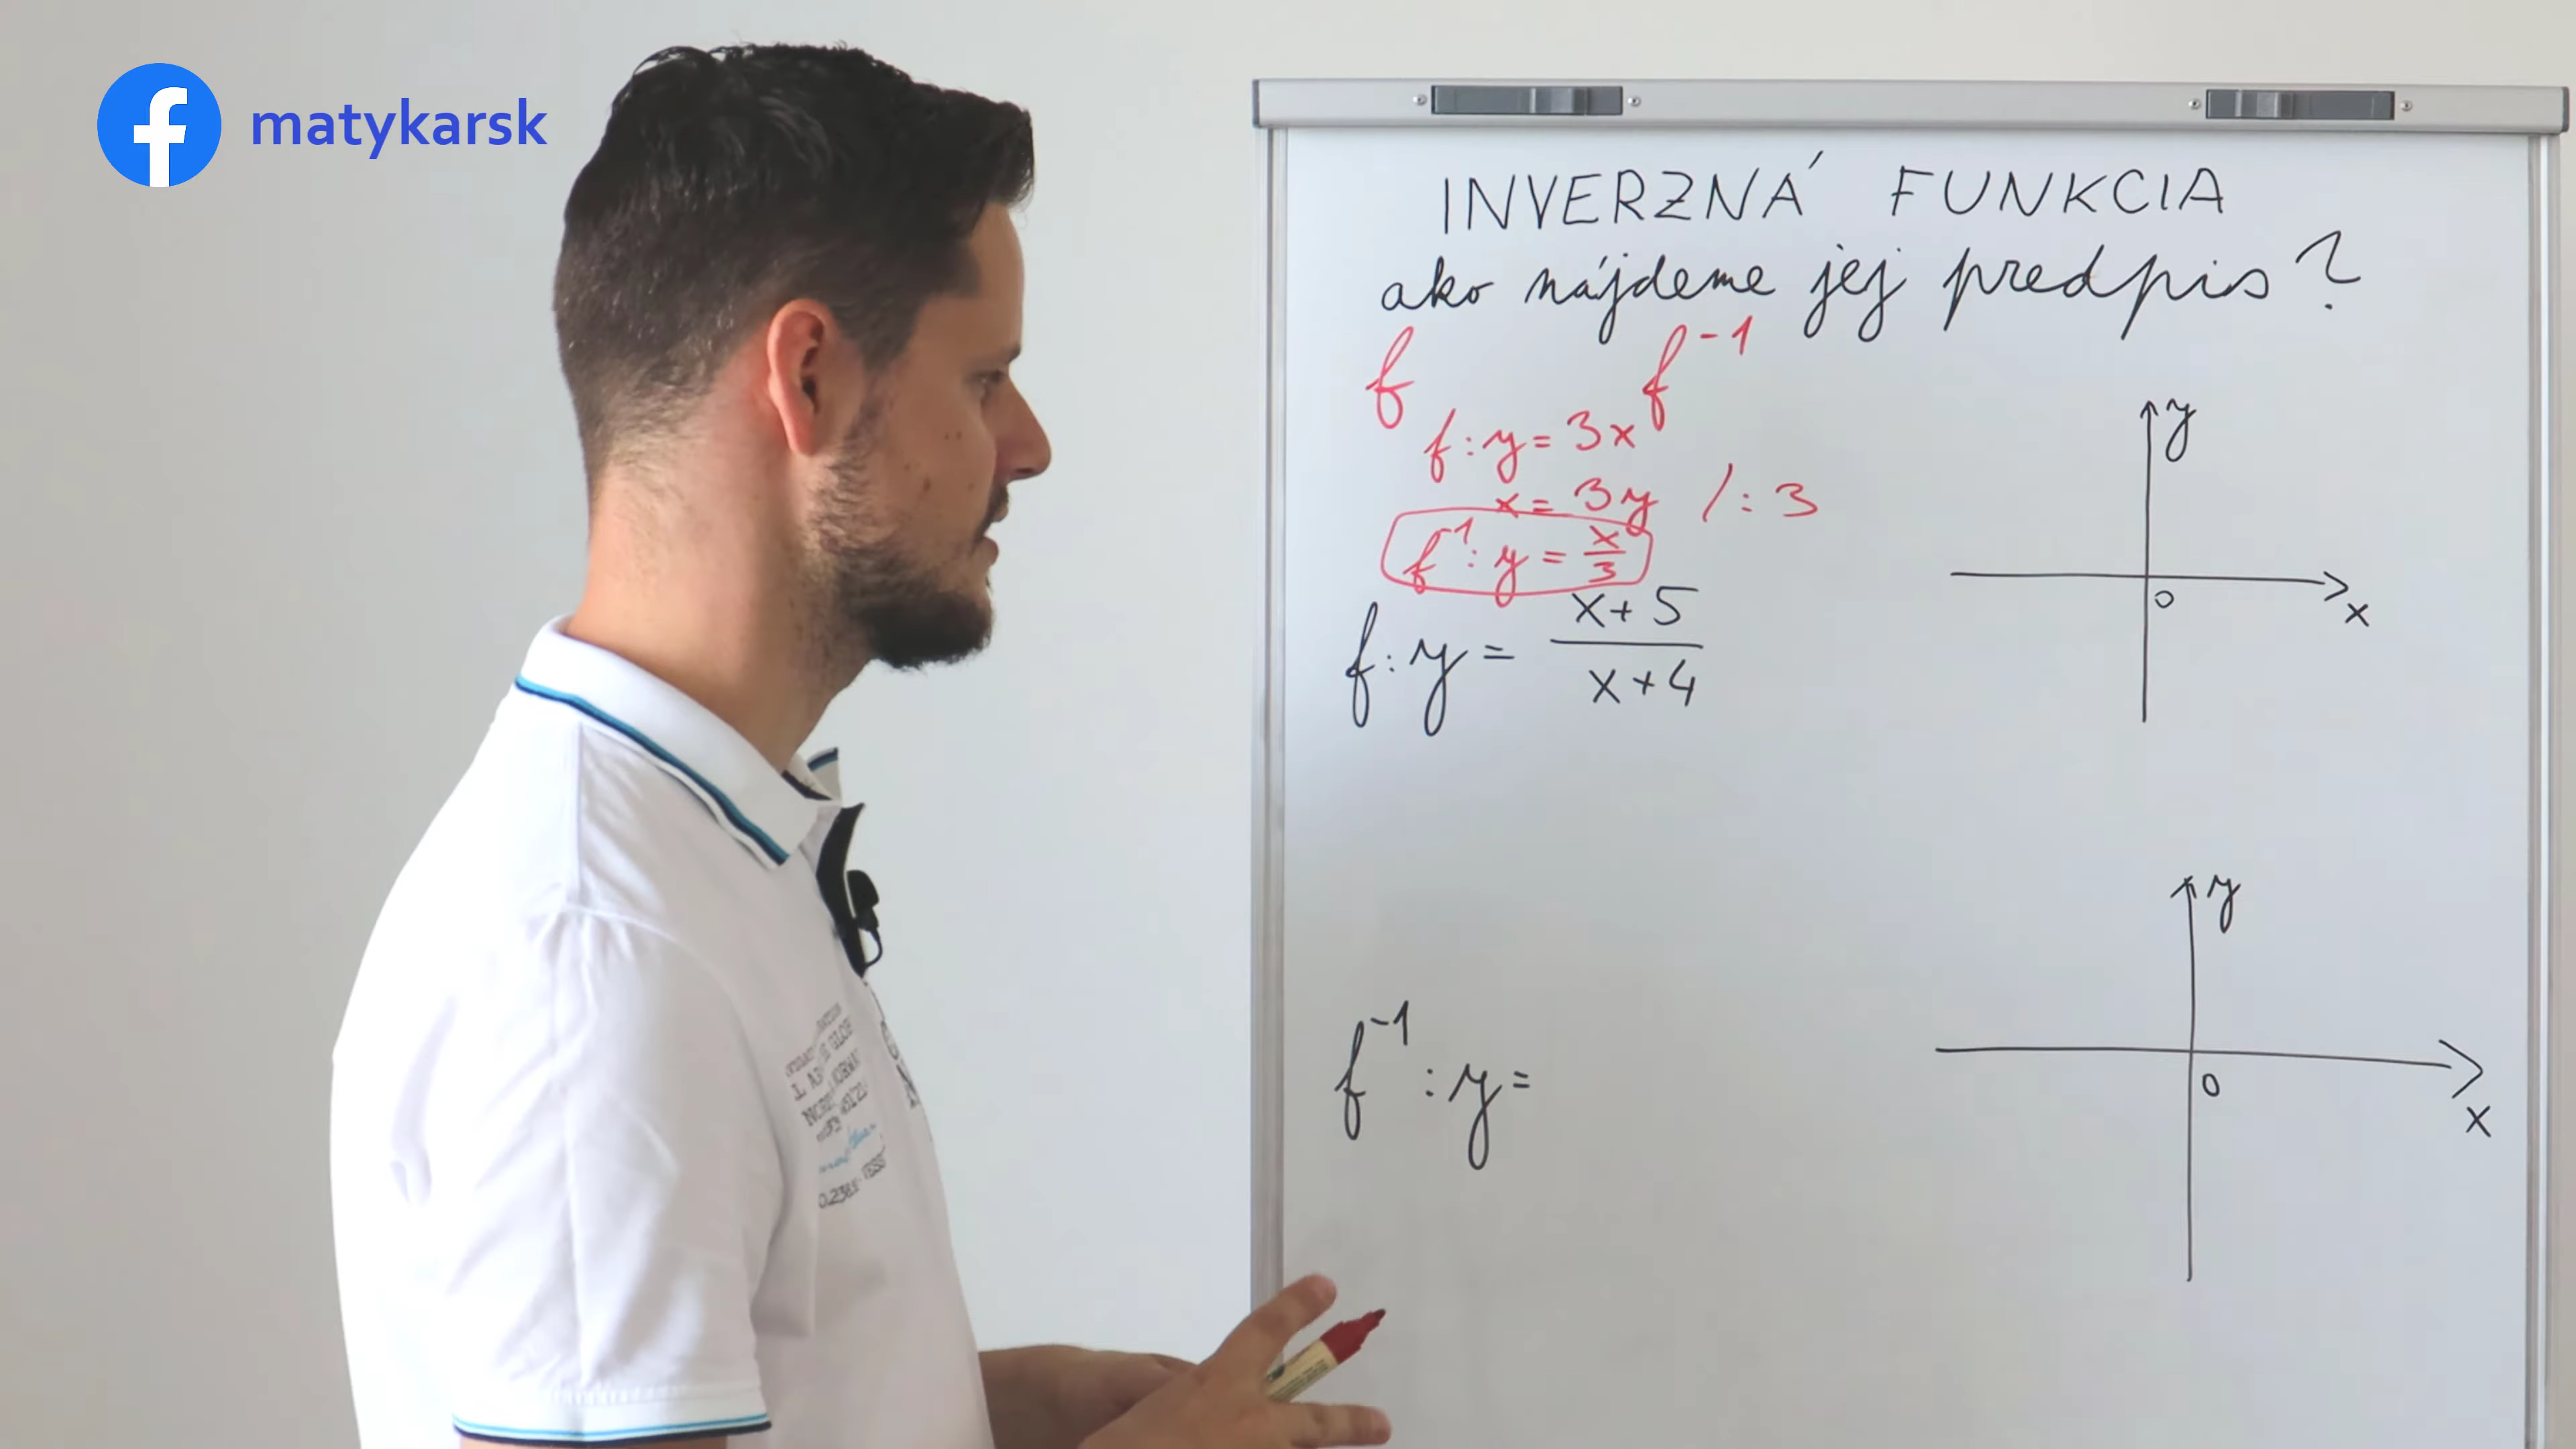 matykarsk
INVERZNÁ FUNKCIA
ako nájdeme jej predpis?
f f⁻¹
f: y = 3x
x = 3y /: 3
f⁻¹: y = x/3
f: y = x+5/x+4
y
0
x
f⁻¹: y =
y
0
x